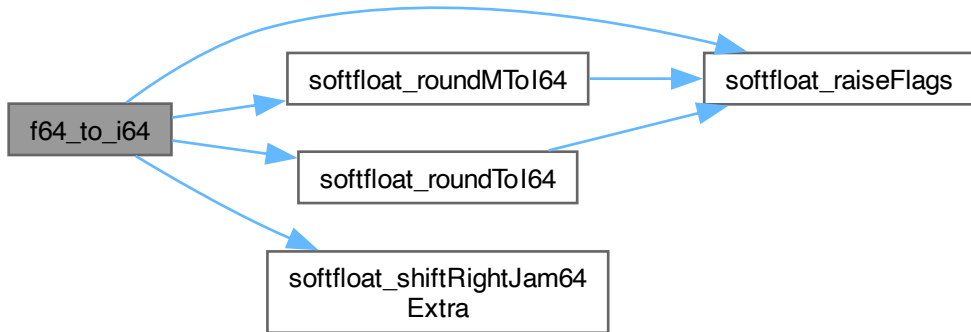 softfloat_roundMToI64
softfloat_raiseFlags
f64_to_i64
softfloat_roundToI64
softfloat_shiftRightJam64
Extra